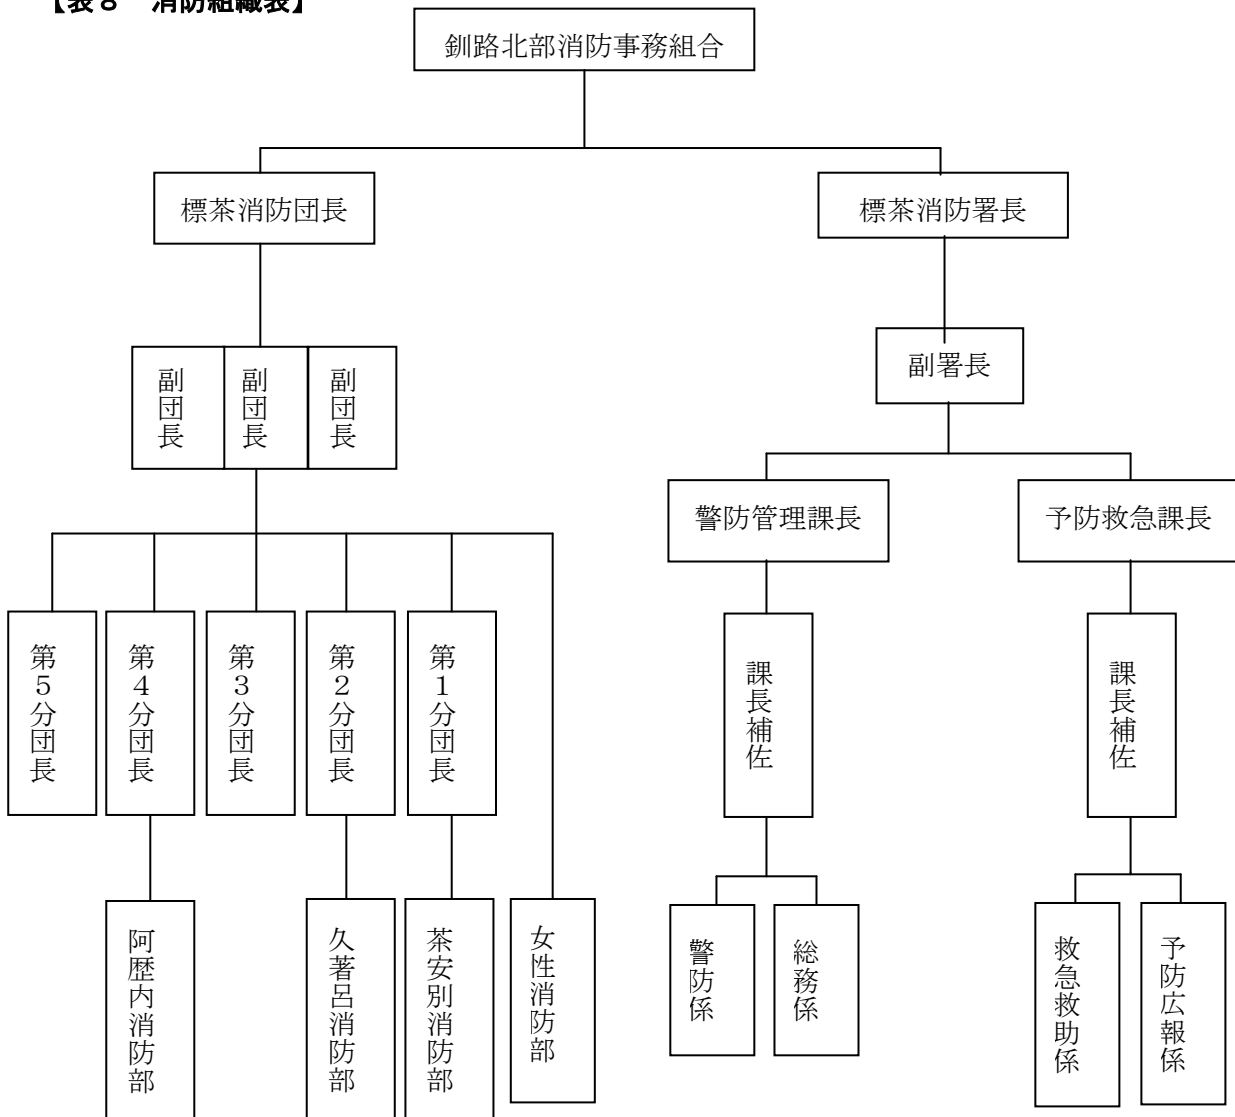 【表８　消防組織表】
釧路北部消防事務組合
標茶消防団長
標茶消防署長
副署長
副団長
副団長
副団長
警防管理課長
予防救急課長
第５分団長
第４分団長
第３分団長
第２分団長
第１分団長
課長補佐
課長補佐
阿歴内消防部
久著呂消防部
茶安別消防部
女性消防部
警防係
総務係
救急救助係
予防広報係